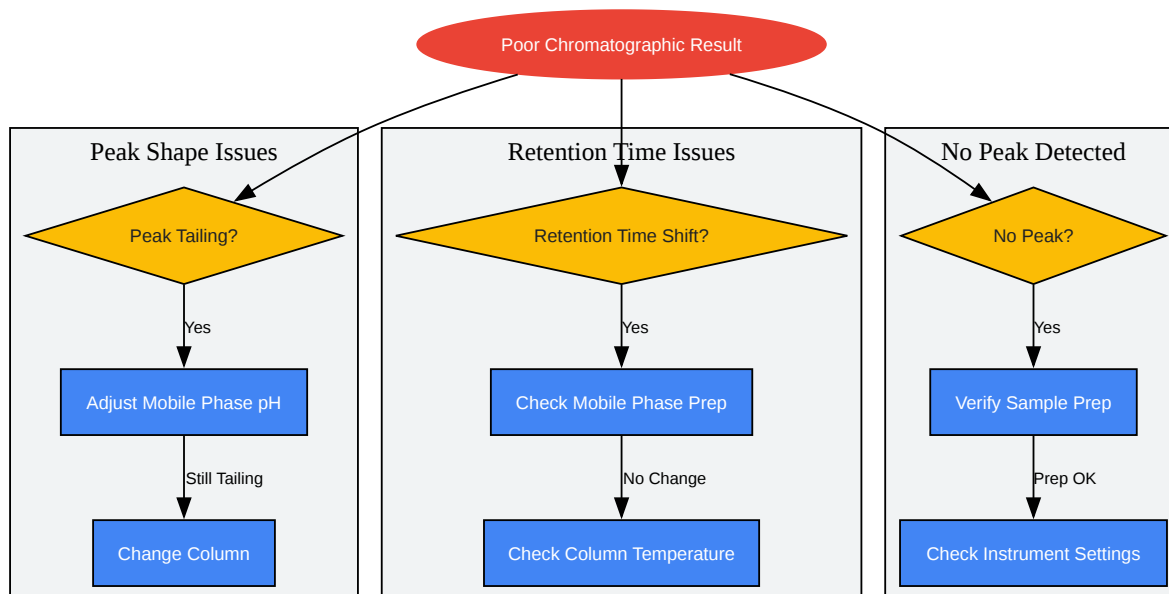 Poor Chromatographic Result
Peak Shape Issues
Retention Time Issues
No Peak Detected
Peak Tailing?
Retention Time Shift?
No Peak?
Yes
Yes
Yes
Adjust Mobile Phase pH
Check Mobile Phase Prep
Verify Sample Prep
Still Tailing
No Change
Prep OK
Change Column
Check Column Temperature
Check Instrument Settings